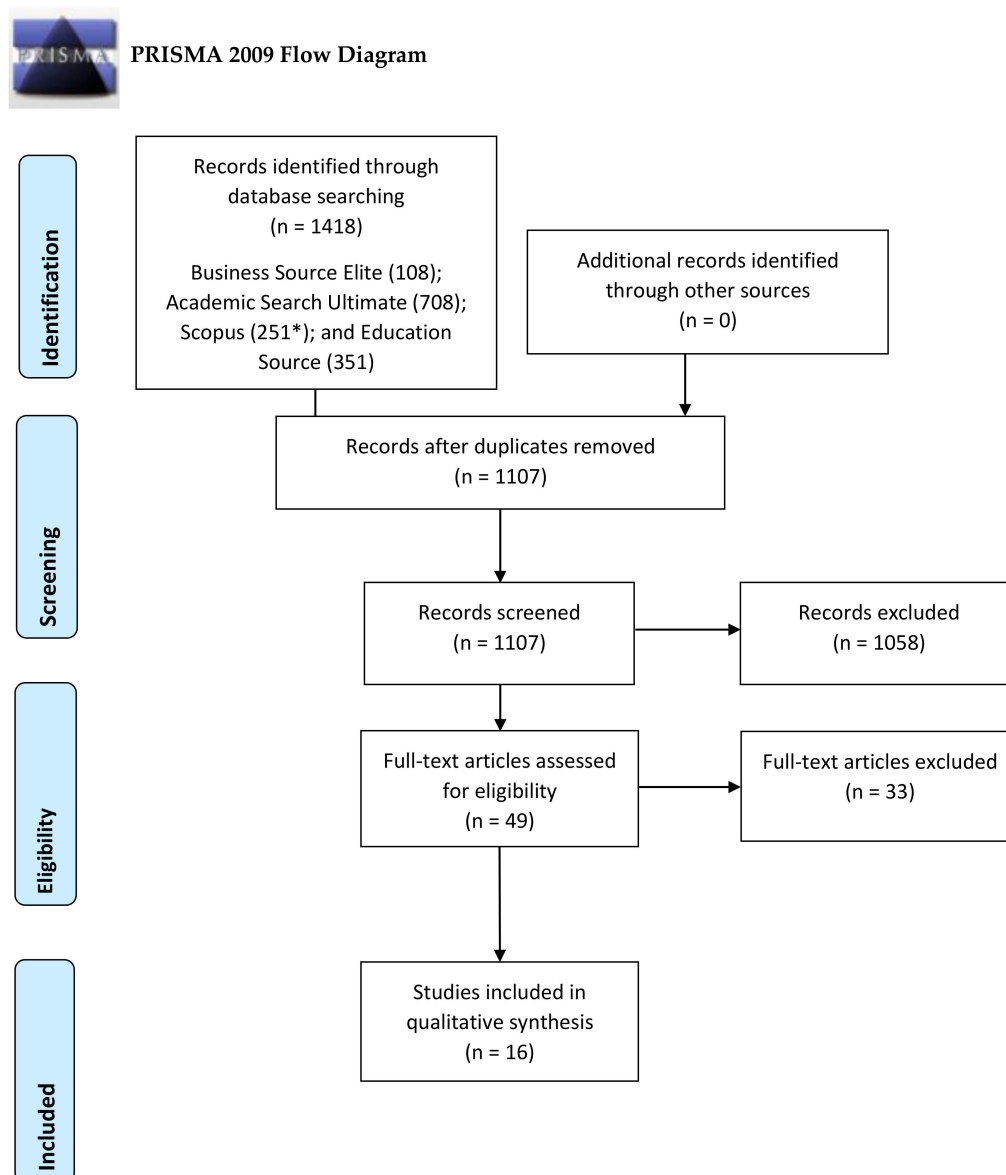 PRISMA
PRISMA 2009 Flow Diagram
Identification
Records identified through
database searching
(n = 1418)
Business Source Elite (108);
Academic Search Ultimate (708);
Scopus (251*); and Education
Source (351)
Additional records identified
through other sources
(n = 0)
Screening
Records after duplicates removed
(n = 1107)
Records screened
(n = 1107)
Records excluded
(n = 1058)
Eligibility
Full-text articles assessed
for eligibility
(n = 49)
Full-text articles excluded
(n = 33)
Included
Studies included in
qualitative synthesis
(n = 16)